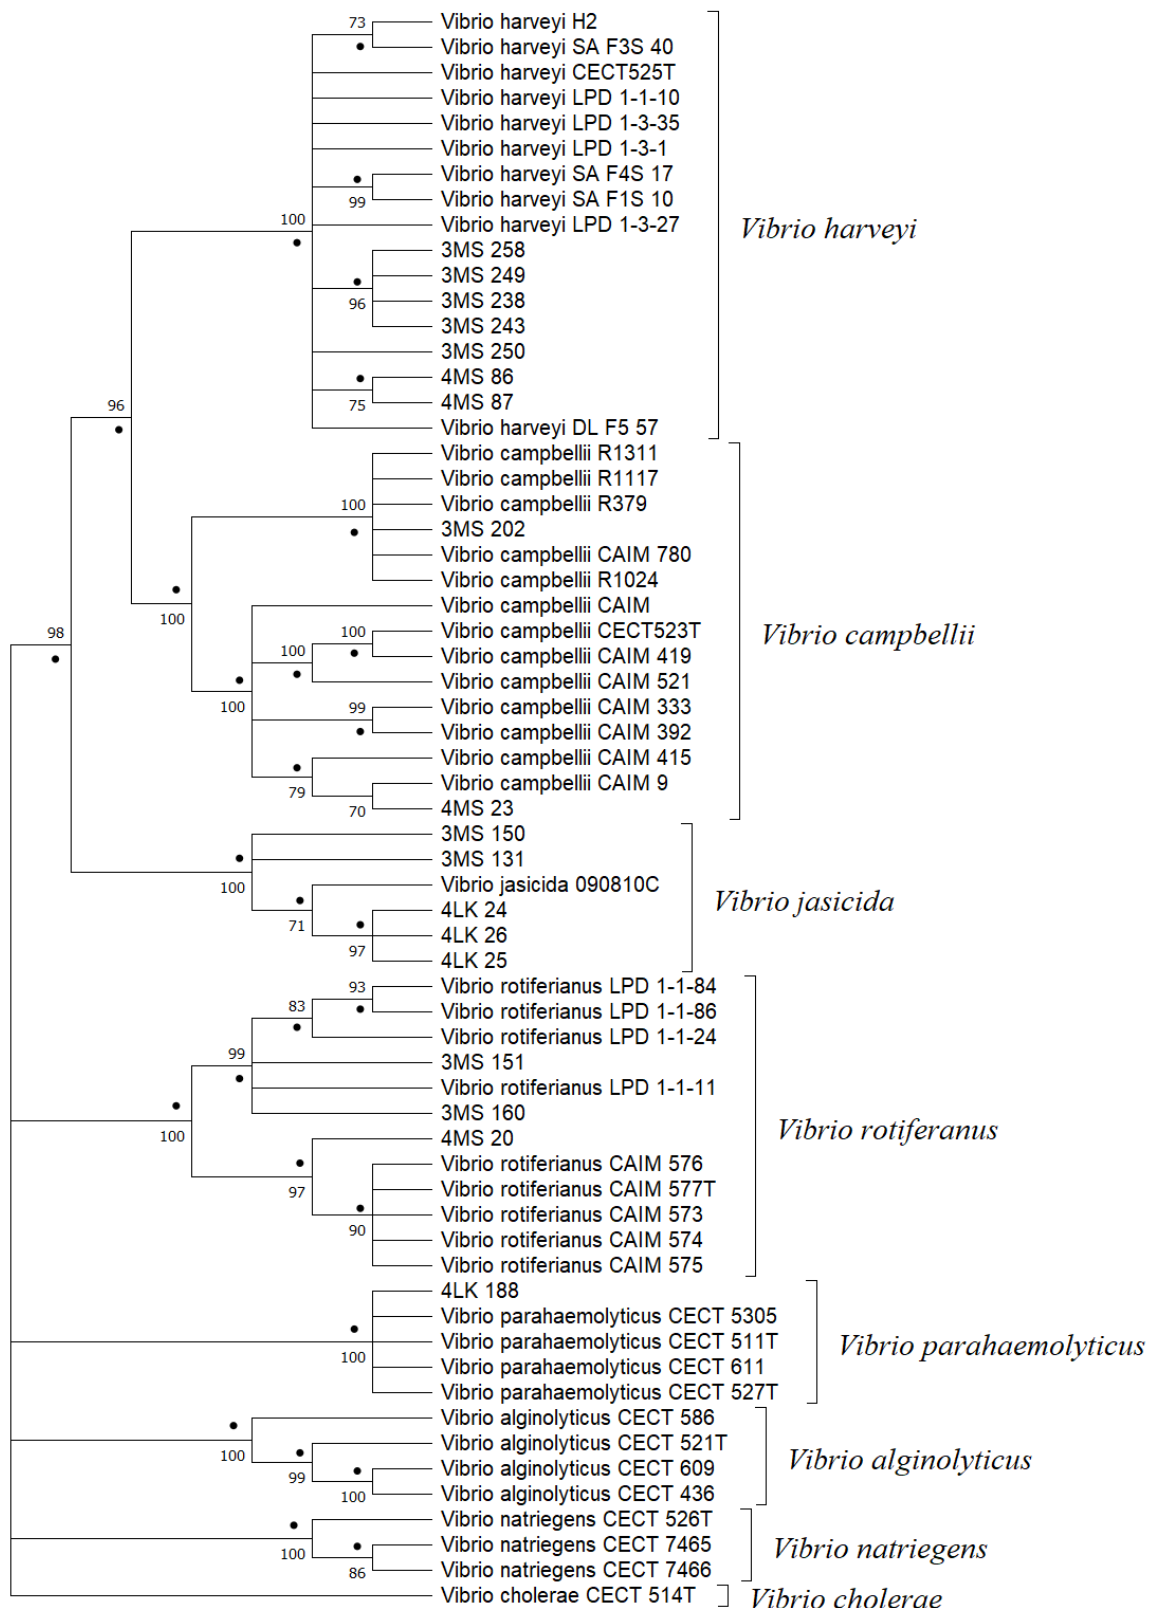 73
Vibrio harveyi H2
Vibrio harveyi SA F3S 40
Vibrio harveyi CECT525T
Vibrio harveyi LPD 1-1-10
Vibrio harveyi LPD 1-3-35
Vibrio harveyi LPD 1-3-1
Vibrio harveyi SA F4S 17
99
Vibrio harveyi SA F1S 10
100
Vibrio harveyi LPD 1-3-27
Vibrio harveyi
3MS 258
3MS 249
96
3MS 238
3MS 243
3MS 250
4MS 86
75
4MS 87
96
Vibrio harveyi DL F5 57
Vibrio campbellii R1311
Vibrio campbellii R1117
100
Vibrio campbellii R379
3MS 202
Vibrio campbellii CAIM 780
Vibrio campbellii R1024
100
Vibrio campbellii CAIM
98
100
100
Vibrio campbellii CECT523T
Vibrio campbellii
Vibrio campbellii CAIM 419
Vibrio campbellii CAIM 521
100
99
Vibrio campbellii CAIM 333
Vibrio campbellii CAIM 392
Vibrio campbellii CAIM 415
79
Vibrio campbellii CAIM 9
70
4MS 23
3MS 150
3MS 131
100
Vibrio jasicida 090810C
Vibrio jasicida
71
4LK 24
4LK 26
97
4LK 25
93
Vibrio rotiferianus LPD 1-1-84
83
Vibrio rotiferianus LPD 1-1-86
Vibrio rotiferianus LPD 1-1-24
99
3MS 151
Vibrio rotiferianus LPD 1-1-11
3MS 160
100
4MS 20
Vibrio rotiferanus
Vibrio rotiferianus CAIM 576
97
Vibrio rotiferianus CAIM 577T
Vibrio rotiferianus CAIM 573
90
Vibrio rotiferianus CAIM 574
Vibrio rotiferianus CAIM 575
4LK 188
Vibrio parahaemolyticus CECT 5305
Vibrio parahaemolyticus CECT 511T
Vibrio parahaemolyticus
100
Vibrio parahaemolyticus CECT 611
Vibrio parahaemolyticus CECT 527T
Vibrio alginolyticus CECT 586
100
Vibrio alginolyticus CECT 521T
Vibrio alginolyticus
99
Vibrio alginolyticus CECT 609
100
Vibrio alginolyticus CECT 436
Vibrio natriegens CECT 526T
100
Vibrio natriegens CECT 7465
Vibrio natriegens
86
Vibrio natriegens CECT 7466
Vibrio cholerae CECT 514T
Vibrio cholerae